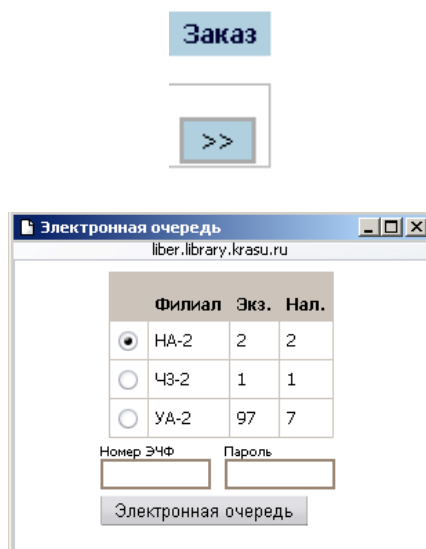 Заказ
>>
Электронная очередь
liber.library.krasu.ru
Филиал Экз. Нал.
НА-2 2 2
ЧЗ-2 1 1
УА-2 97 7
Номер ЭЧФ Пароль
Электронная очередь